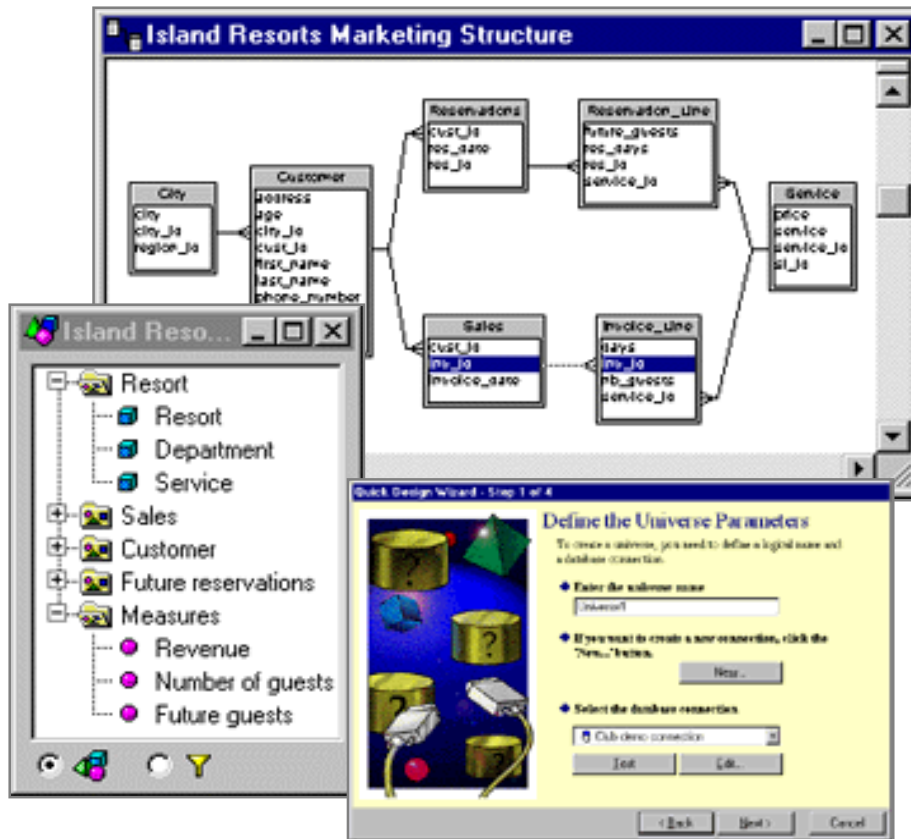 Island Resorts Marketing Structure
Reservations
cust_id
res_date
res_id
Reservation_Line
future_guests
res_days
res_id
service_id
City
city
city_id
region_id
Customer
address
age
city_id
cust_id
first_name
last_name
phone_number
Service
price
service
service_id
sl_id
Sales
cust_id
inv_id
invoice_date
Invoice_Line
days
inv_id
nb_guests
service_id
Island Reso...
Resort
Resort
Department
Service
Sales
Customer
Future reservations
Measures
Revenue
Number of guests
Future guests
Quick Design Wizard - Step 1 of 4
Define the Universe Parameters
To create a universe, you need to define a logical name and
a database connection.
Enter the universe name
Universe1
If you want to create a new connection, click the
"New..." button.
New...
Select the database connection
Club demo connection
Test
Edit...
< Back
Next >
Cancel
?
?
?
?